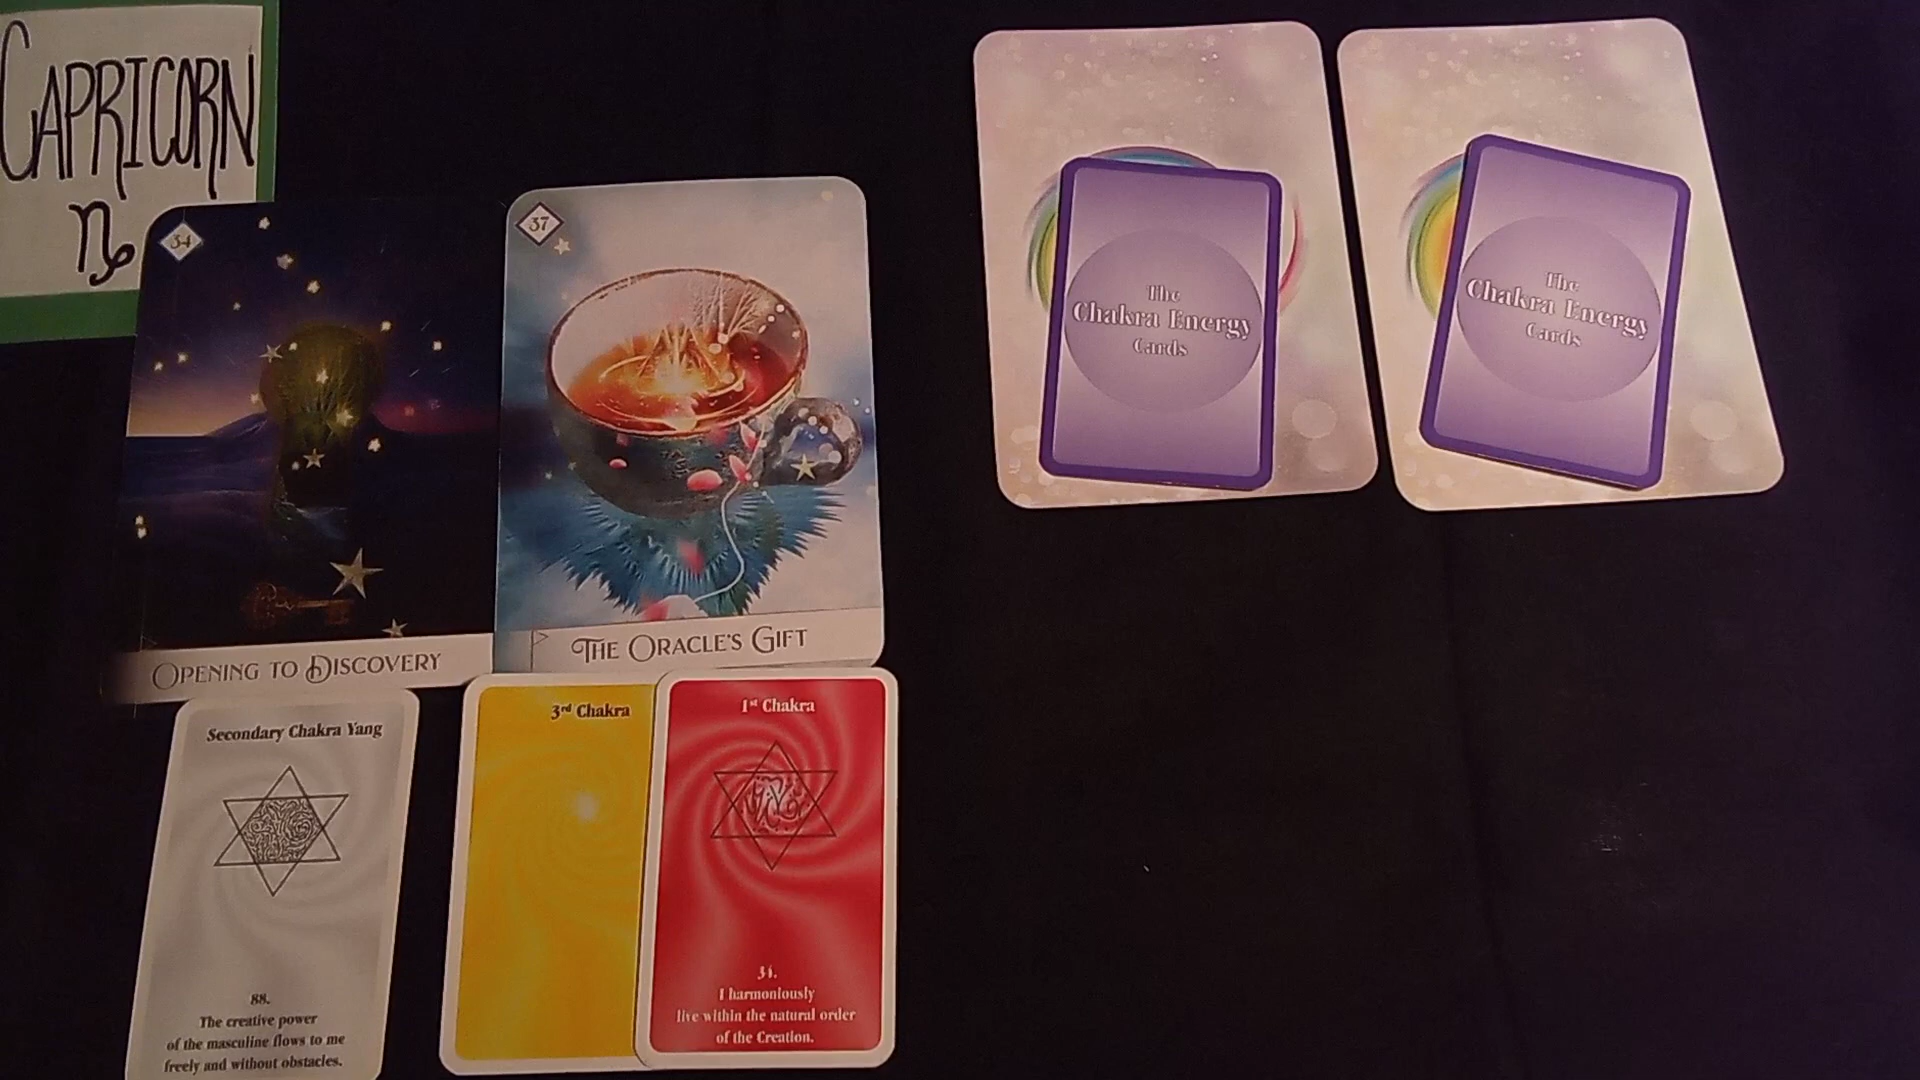 CAPRICORN
♑
34
OPENING TO DISCOVERY
37
THE ORACLE'S GIFT
The
Chakra Energy
Cards
The
Chakra Energy
Cards
Secondary Chakra Yang
88.
The creative power
of the masculine flows to me
freely and without obstacles.
3rd Chakra
1st Chakra
I harmoniously
live within the natural order
of the Creation.